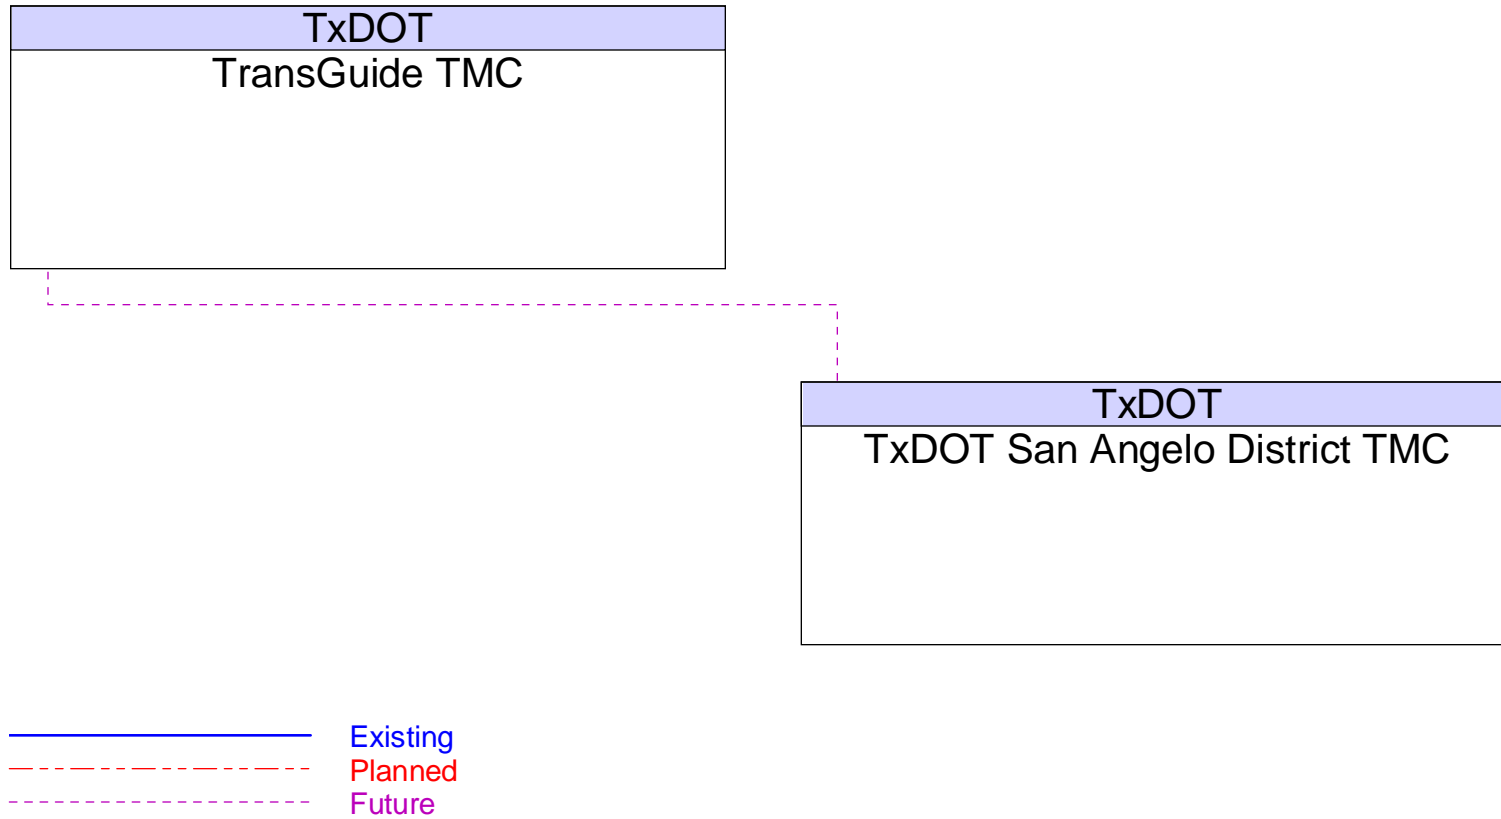 TxDOT
TransGuide TMC
TxDOT
TxDOT San Angelo District TMC
Existing
Planned
Future